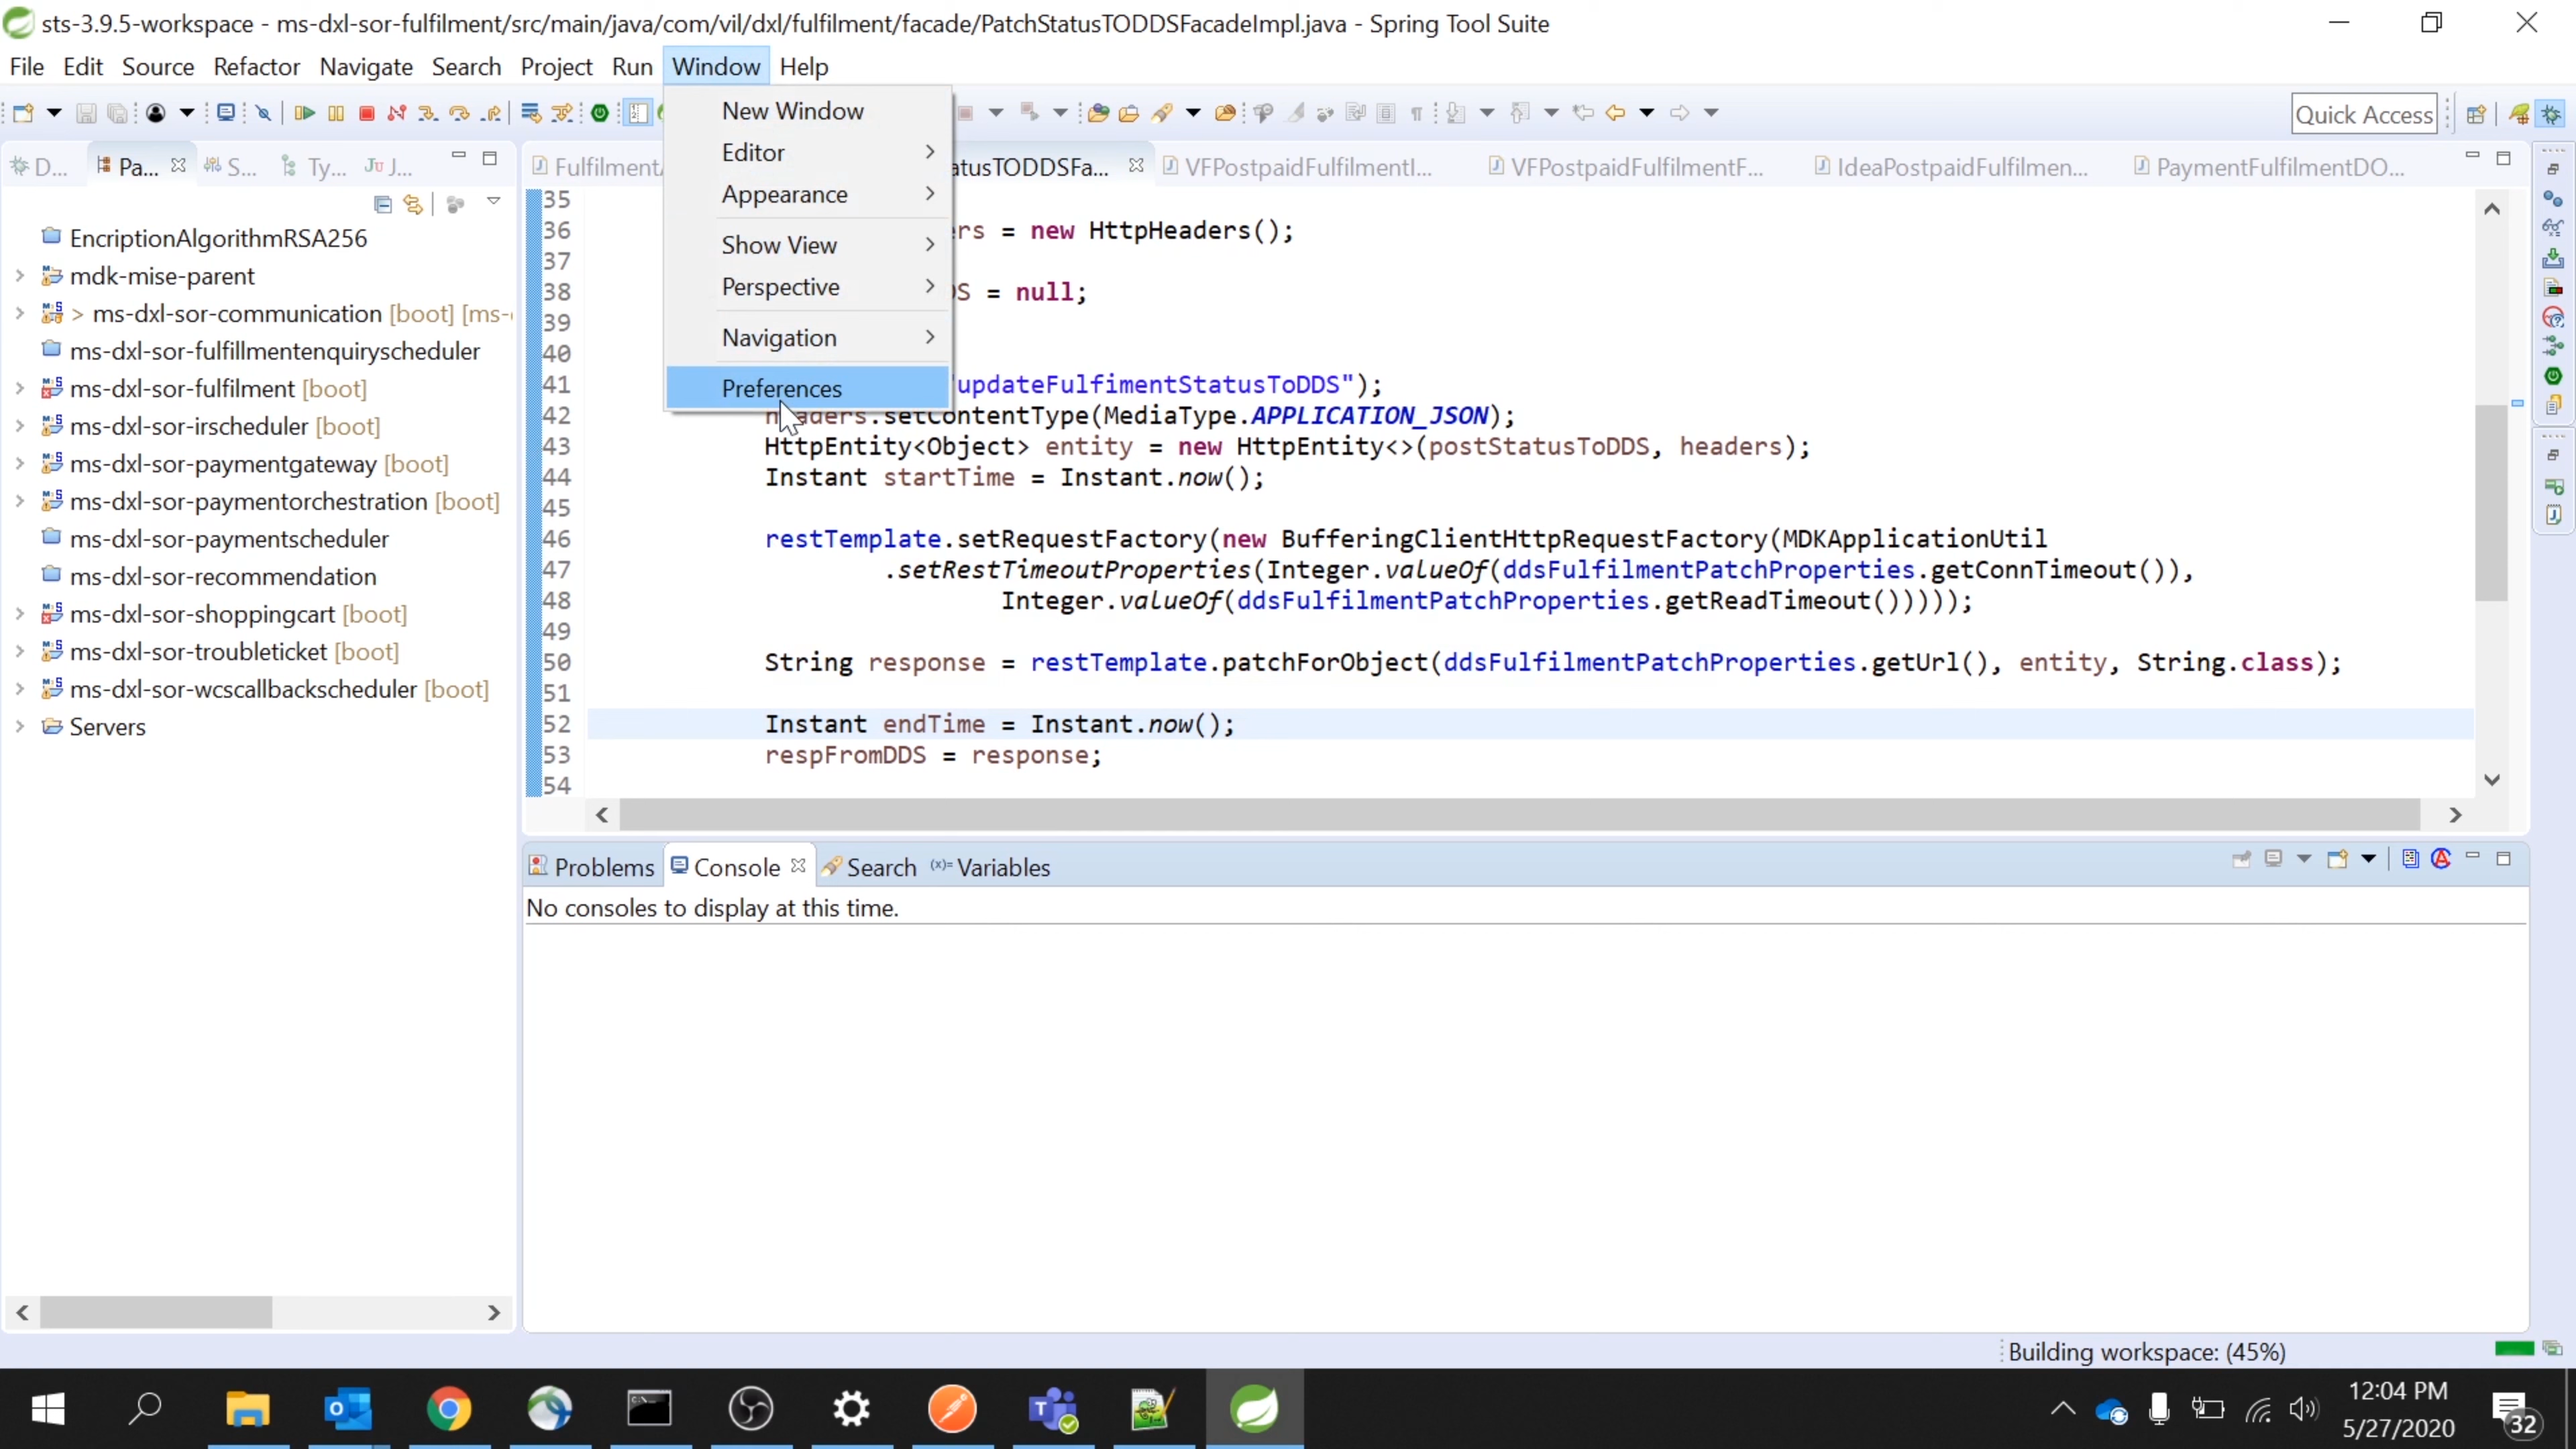 sts-3.9.5-workspace - ms-dxl-sor-fulfilment/src/main/java/com/vil/dxl/fulfilment/facade/PatchStatusTODDSFacadeImpl.java - Spring Tool Suite
File Edit Source Refactor Navigate Search Project Run Window Help
Quick Access
New Window
Editor
Appearance
Show View
Perspective
Navigation
Preferences
D... Pa... S... Ty... J...
EncriptionAlgorithmRSA256
mdk-mise-parent
> ms-dxl-sor-communication [boot] [ms-
ms-dxl-sor-fulfillmentenquiryscheduler
ms-dxl-sor-fulfilment [boot]
ms-dxl-sor-irscheduler [boot]
ms-dxl-sor-paymentgateway [boot]
ms-dxl-sor-paymentorchestration [boot]
ms-dxl-sor-paymentscheduler
ms-dxl-sor-recommendation
ms-dxl-sor-shoppingcart [boot]
ms-dxl-sor-troubleticket [boot]
ms-dxl-sor-wcscallbackscheduler [boot]
Servers
atusTODDSFa... VFPostpaidFulfilmentI... VFPostpaidFulfilmentF... IdeaPostpaidFulfilmen... PaymentFulfilmentDO...
35
36 rs = new HttpHeaders();
37
38 S = null;
39
40
41 updateFulfimentStatusToDDS");
42 headers.setContentType(MediaType.APPLICATION_JSON);
43 HttpEntity<Object> entity = new HttpEntity<>(postStatusToDDS, headers);
44 Instant startTime = Instant.now();
45
46 restTemplate.setRequestFactory(new BufferingClientHttpRequestFactory(MDKApplicationUtil
47 .setRestTimeoutProperties(Integer.valueOf(ddsFulfilmentPatchProperties.getConnTimeout()),
48 Integer.valueOf(ddsFulfilmentPatchProperties.getReadTimeout()))));
49
50 String response = restTemplate.patchForObject(ddsFulfilmentPatchProperties.getUrl(), entity, String.class);
51
52 Instant endTime = Instant.now();
53 respFromDDS = response;
54
Problems Console Search (x)= Variables
No consoles to display at this time.
Building workspace: (45%)
12:04 PM
5/27/2020
32